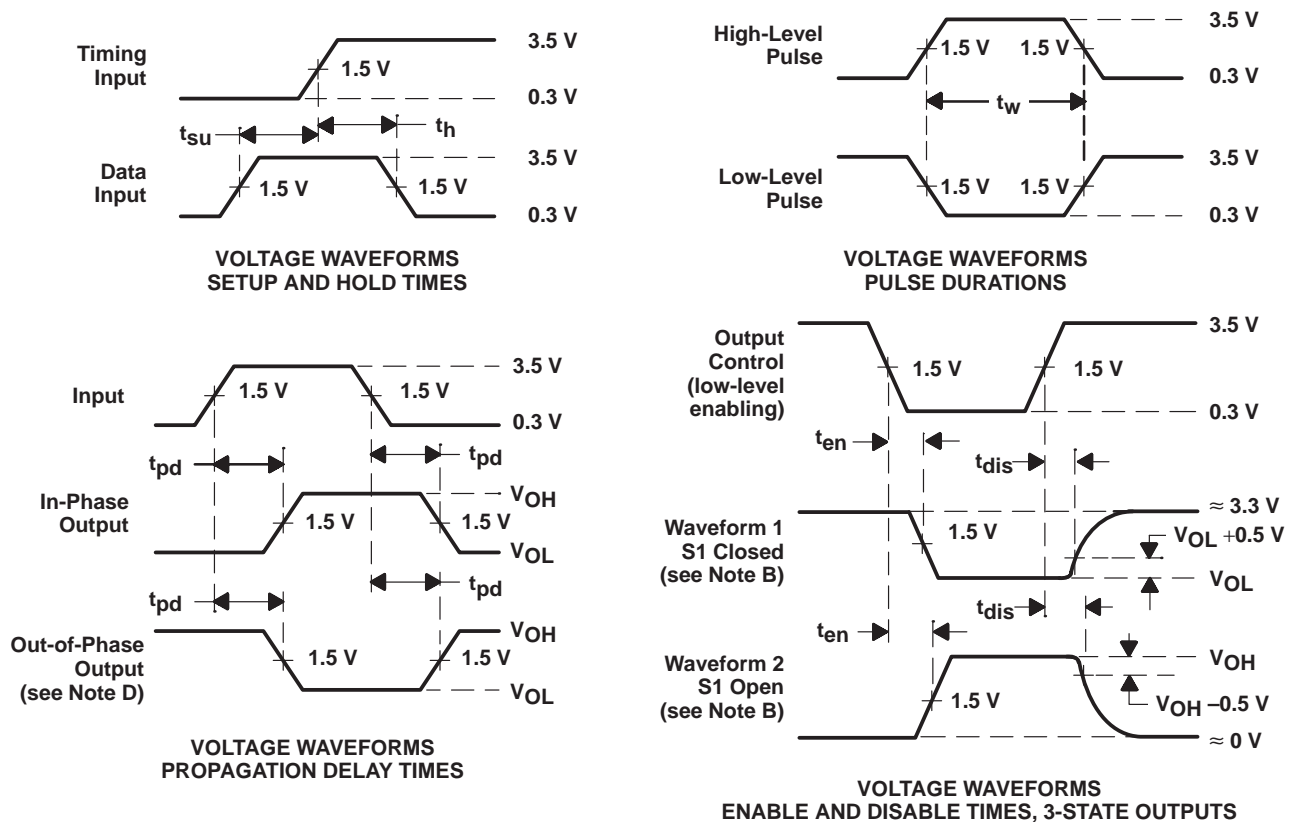 Timing
Input
3.5 V
1.5 V
0.3 V
tsu
th
Data
Input
3.5 V
1.5 V
1.5 V
0.3 V
VOLTAGE WAVEFORMS
SETUP AND HOLD TIMES
High-Level
Pulse
3.5 V
1.5 V
1.5 V
0.3 V
tw
Low-Level
Pulse
3.5 V
1.5 V
1.5 V
0.3 V
VOLTAGE WAVEFORMS
PULSE DURATIONS
Input
3.5 V
1.5 V
1.5 V
0.3 V
tpd
tpd
In-Phase
Output
VOH
1.5 V
1.5 V
VOL
tpd
tpd
Out-of-Phase
Output
(see Note D)
VOH
1.5 V
1.5 V
VOL
VOLTAGE WAVEFORMS
PROPAGATION DELAY TIMES
Output
Control
(low-level
enabling)
3.5 V
1.5 V
1.5 V
0.3 V
ten
tdis
Waveform 1
S1 Closed
(see Note B)
≈ 3.3 V
1.5 V
VOL +0.5 V
VOL
tdis
ten
Waveform 2
S1 Open
(see Note B)
VOH
1.5 V
VOH –0.5 V
≈ 0 V
VOLTAGE WAVEFORMS
ENABLE AND DISABLE TIMES, 3-STATE OUTPUTS